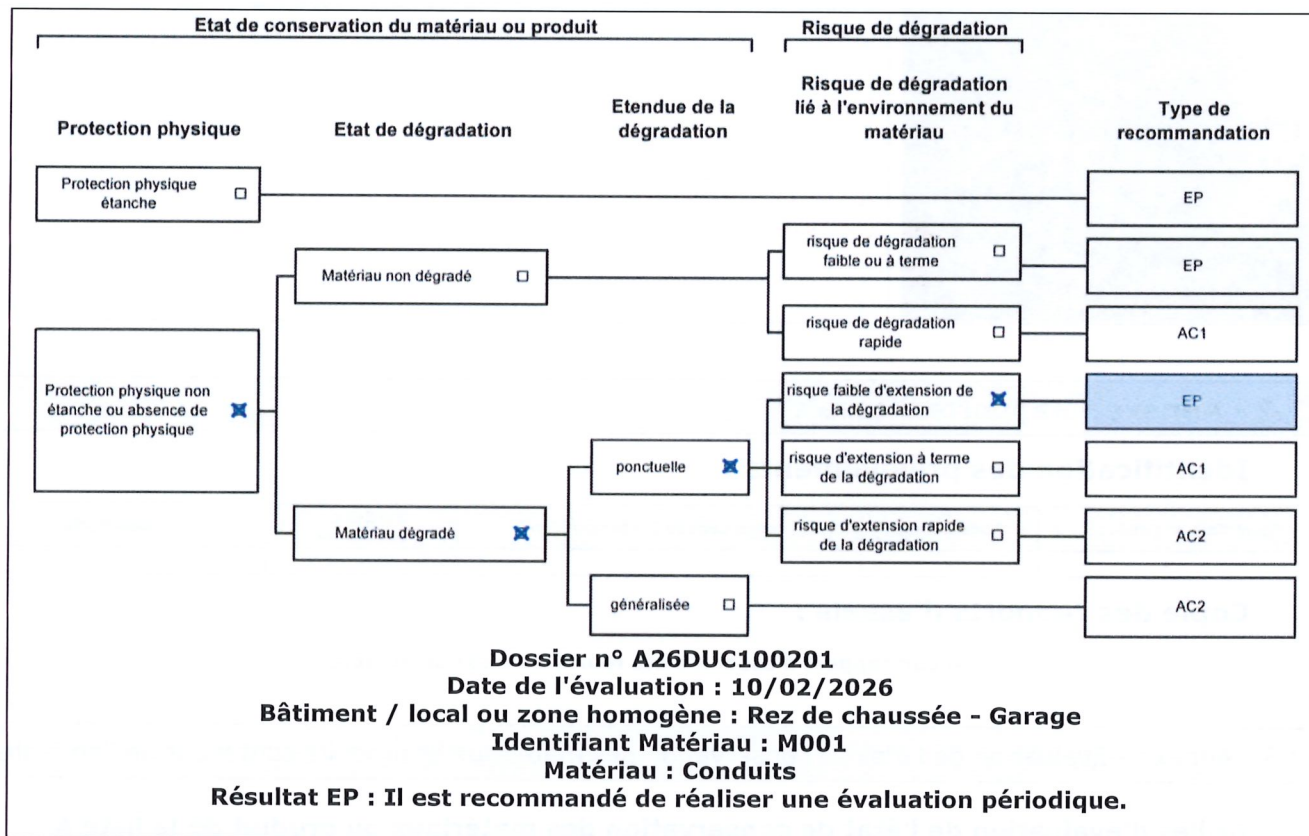 Etat de conservation du matériau ou produit
Risque de dégradation
Protection physique
Etat de dégradation
Etendue de la
dégradation
Risque de dégradation
lié à l'environnement du
matériau
Type de
recommandation
Protection physique
étanche
EP
Protection physique non
étanche ou absence de
protection physique
Matériau non dégradé
risque de dégradation
faible ou à terme
EP
risque de dégradation
rapide
AC1
Matériau dégradé
ponctuelle
risque faible d'extension de
la dégradation
EP
risque d'extension à terme
de la dégradation
AC1
risque d'extension rapide
de la dégradation
AC2
généralisée
AC2
Dossier n° A26DUC100201
Date de l'évaluation : 10/02/2026
Bâtiment / local ou zone homogène : Rez de chaussée - Garage
Identifiant Matériau : M001
Matériau : Conduits
Résultat EP : Il est recommandé de réaliser une évaluation périodique.